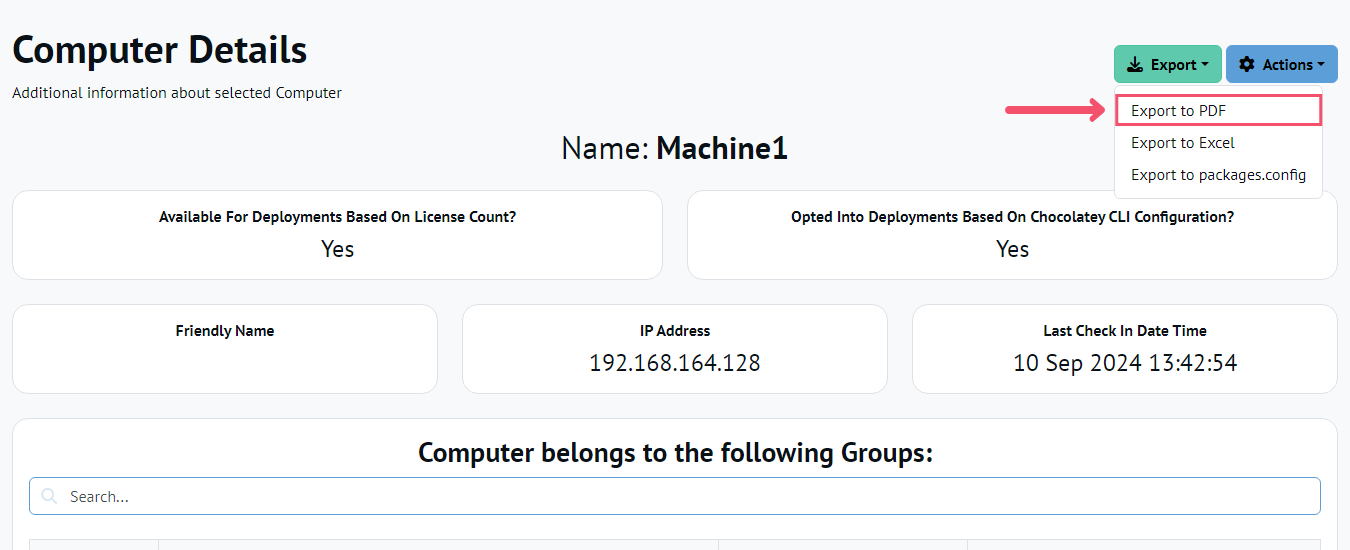 Computer Details
Export
Actions
Additional information about selected Computer
Export to PDF
Export to Excel
Export to packages.config
Name: Machine1
Available For Deployments Based On License Count?
Yes
Opted Into Deployments Based On Chocolatey CLI Configuration?
Yes
Friendly Name
IP Address
192.168.164.128
Last Check In Date Time
10 Sep 2024 13:42:54
Computer belongs to the following Groups:
Search...